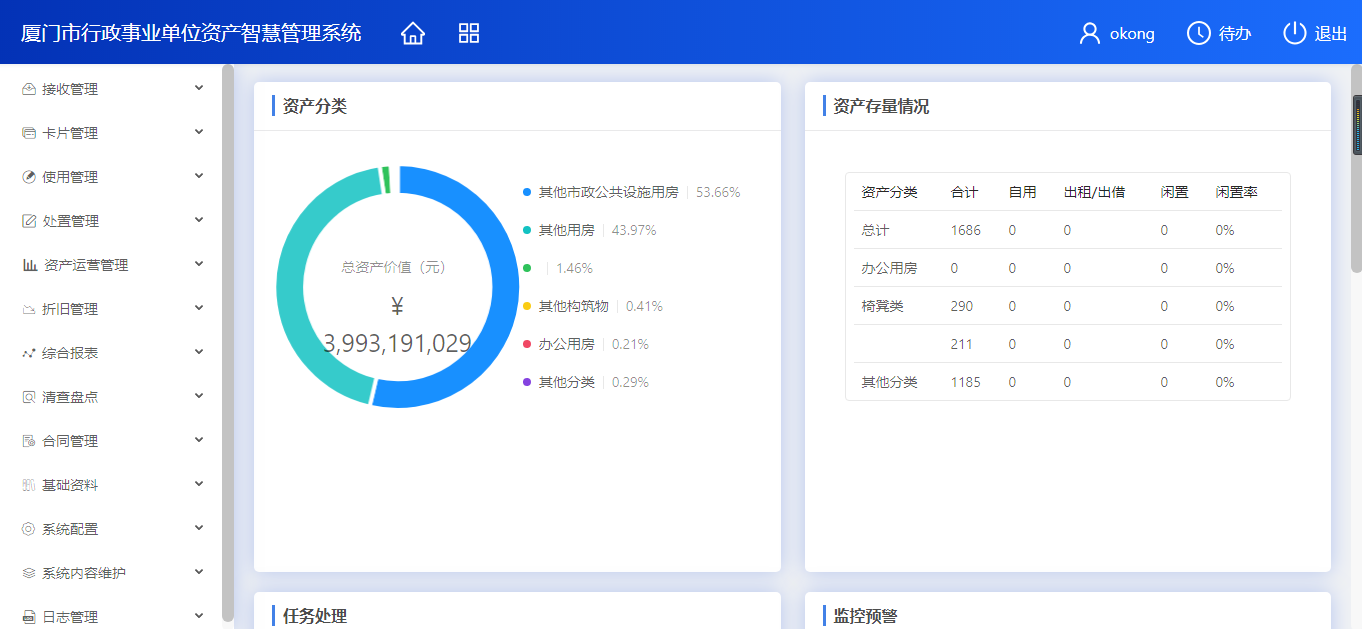 厦门市行政事业单位资产智慧管理系统
okong
待办
退出
接收管理
卡片管理
使用管理
处置管理
资产运营管理
折旧管理
综合报表
清查盘点
合同管理
基础资料
系统配置
系统内容维护
日志管理
资产分类
总资产价值（元）
¥
3,993,191,029
其他市政公共设施用房 53.66%
其他用房 43.97%
1.46%
其他构筑物 0.41%
办公用房 0.21%
其他分类 0.29%
资产存量情况
资产分类 合计 自用 出租/出借 闲置 闲置率
总计 1686 0 0 0 0%
办公用房 0 0 0 0 0%
椅凳类 290 0 0 0 0%
211 0 0 0 0%
其他分类 1185 0 0 0 0%
任务处理
监控预警